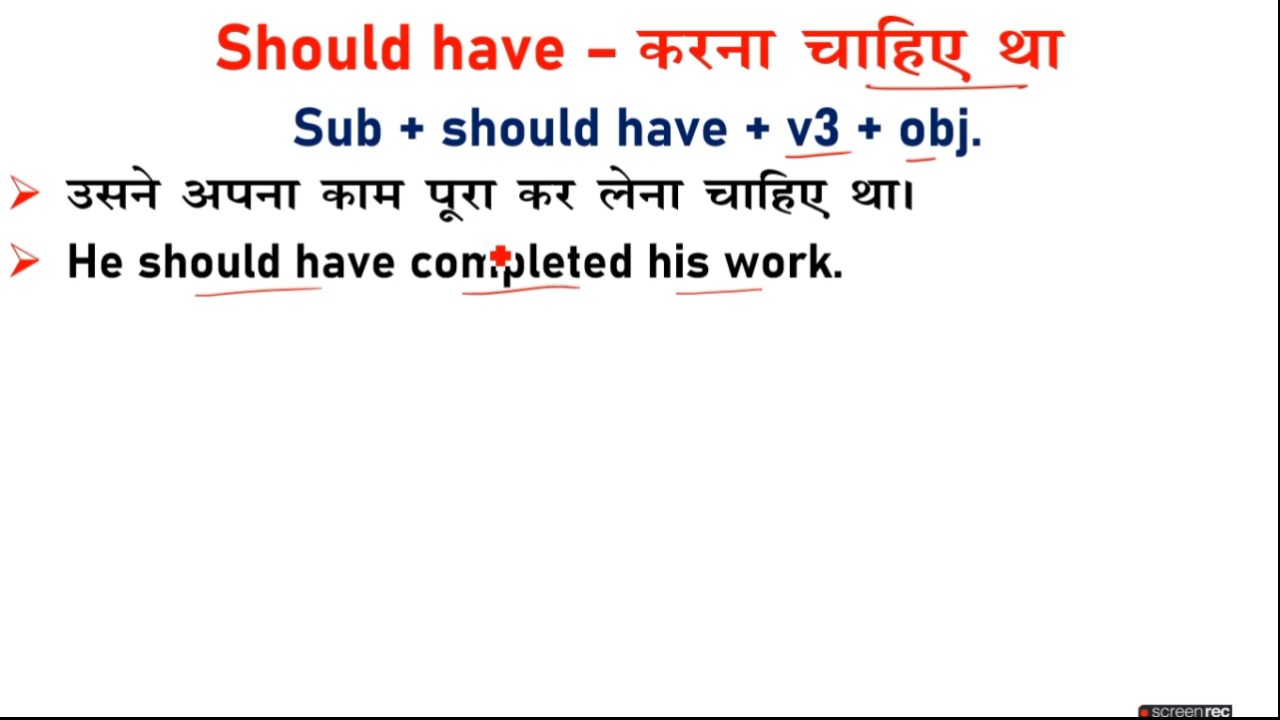 Should have – करना चाहिए था
Sub + should have + v3 + obj.
➢ उसने अपना काम पूरा कर लेना चाहिए था।
➢ He should have completed his work.
screenrec